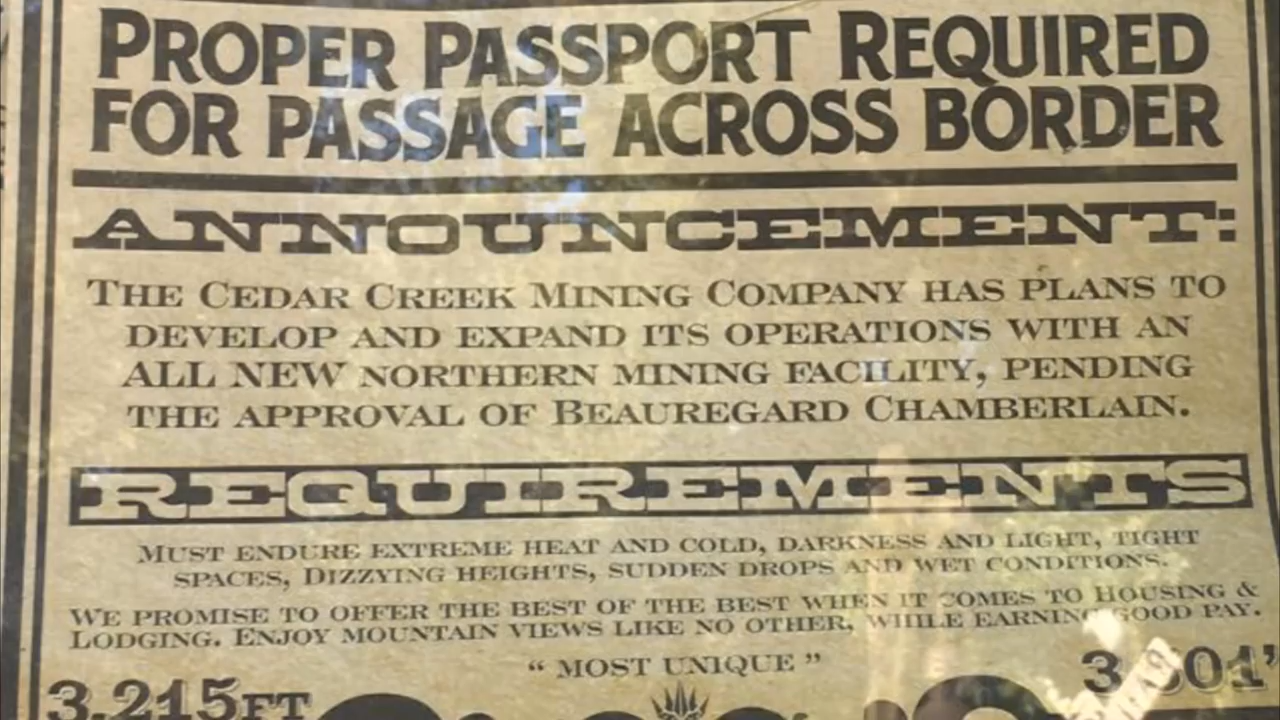 PROPER PASSPORT REQUIRED
FOR PASSAGE ACROSS BORDER
ANNOUNCEMENT:
THE CEDAR CREEK MINING COMPANY HAS PLANS TO
DEVELOP AND EXPAND ITS OPERATIONS WITH AN
ALL NEW NORTHERN MINING FACILITY, PENDING
THE APPROVAL OF BEAUREGARD CHAMBERLAIN.
REQUIREMENTS
MUST ENDURE EXTREME HEAT AND COLD, DARKNESS AND LIGHT, TIGHT
SPACES, DIZZYING HEIGHTS, SUDDEN DROPS AND WET CONDITIONS.
WE PROMISE TO OFFER THE BEST OF THE BEST WHEN IT COMES TO HOUSING &
LODGING. ENJOY MOUNTAIN VIEWS LIKE NO OTHER, WHILE EARNING GOOD PAY.
“ MOST UNIQUE ”
3,215FT